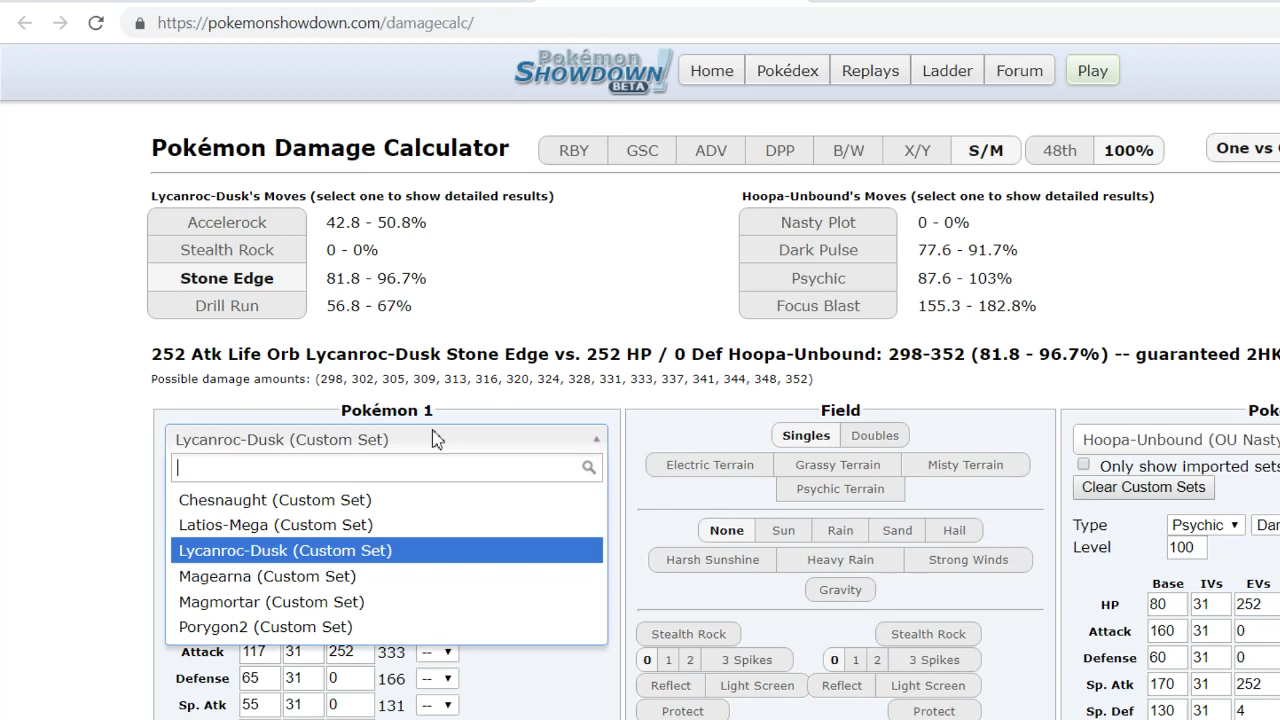 https://pokemonshowdown.com/damagecalc/
Pokémon SHOWDOWN! BETA
Home Pokédex Replays Ladder Forum Play
Pokémon Damage Calculator RBY GSC ADV DPP B/W X/Y S/M 48th 100% One vs
Lycanroc-Dusk's Moves (select one to show detailed results) Hoopa-Unbound's Moves (select one to show detailed results)
Accelerock 42.8 - 50.8% Nasty Plot 0 - 0%
Stealth Rock 0 - 0% Dark Pulse 77.6 - 91.7%
Stone Edge 81.8 - 96.7% Psychic 87.6 - 103%
Drill Run 56.8 - 67% Focus Blast 155.3 - 182.8%
252 Atk Life Orb Lycanroc-Dusk Stone Edge vs. 252 HP / 0 Def Hoopa-Unbound: 298-352 (81.8 - 96.7%) -- guaranteed 2HK
Possible damage amounts: (298, 302, 305, 309, 313, 316, 320, 324, 328, 331, 333, 337, 341, 344, 348, 352)
Pokémon 1
Lycanroc-Dusk (Custom Set)
Chesnaught (Custom Set)
Latios-Mega (Custom Set)
Lycanroc-Dusk (Custom Set)
Magearna (Custom Set)
Magmortar (Custom Set)
Porygon2 (Custom Set)
Attack 117 31 252 333 --
Defense 65 31 0 166 --
Sp. Atk 55 31 0 131 --
Field
Singles Doubles
Electric Terrain Grassy Terrain Misty Terrain
Psychic Terrain
None Sun Rain Sand Hail
Harsh Sunshine Heavy Rain Strong Winds
Gravity
Stealth Rock Stealth Rock
0 1 2 3 Spikes 0 1 2 3 Spikes
Reflect Light Screen Reflect Light Screen
Protect Protect
Pok
Hoopa-Unbound (OU Nasty
Only show imported sets
Clear Custom Sets
Type Psychic Dar
Level 100
Base IVs EVs
HP 80 31 252
Attack 160 31 0
Defense 60 31 0
Sp. Atk 170 31 252
Sp. Def 130 31 4